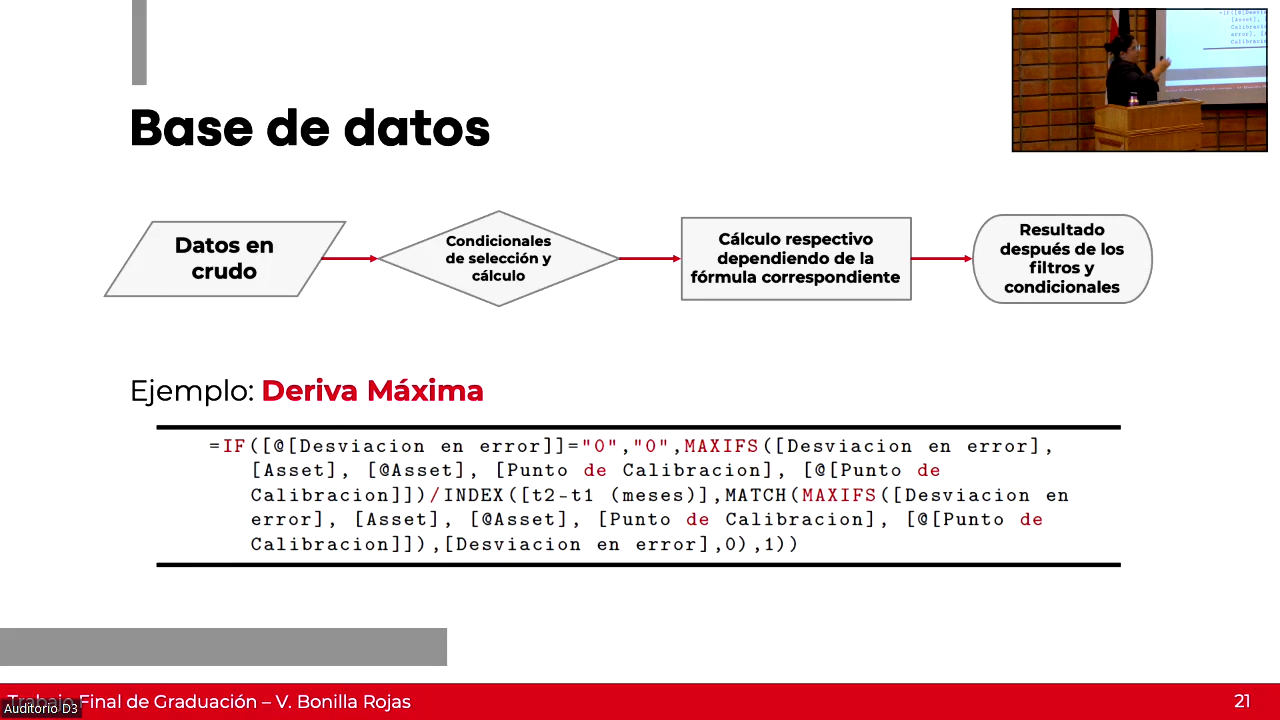 Base de datos
Datos en
crudo
Condicionales
de selección y
cálculo
Cálculo respectivo
dependiendo de la
fórmula correspondiente
Resultado
después de los
filtros y
condicionales
Ejemplo: Deriva Máxima
=IF([@[Desviacion en error]]="0","0",MAXIFS([Desviacion en error],
[Asset], [@Asset], [Punto de Calibracion], [@[Punto de
Calibracion]])/INDEX([t2-t1 (meses)],MATCH(MAXIFS([Desviacion en
error], [Asset], [@Asset], [Punto de Calibracion], [@[Punto de
Calibracion]]),[Desviacion en error],0),1))
Trabajo Final de Graduación – V. Bonilla Rojas
21
Auditorio D3